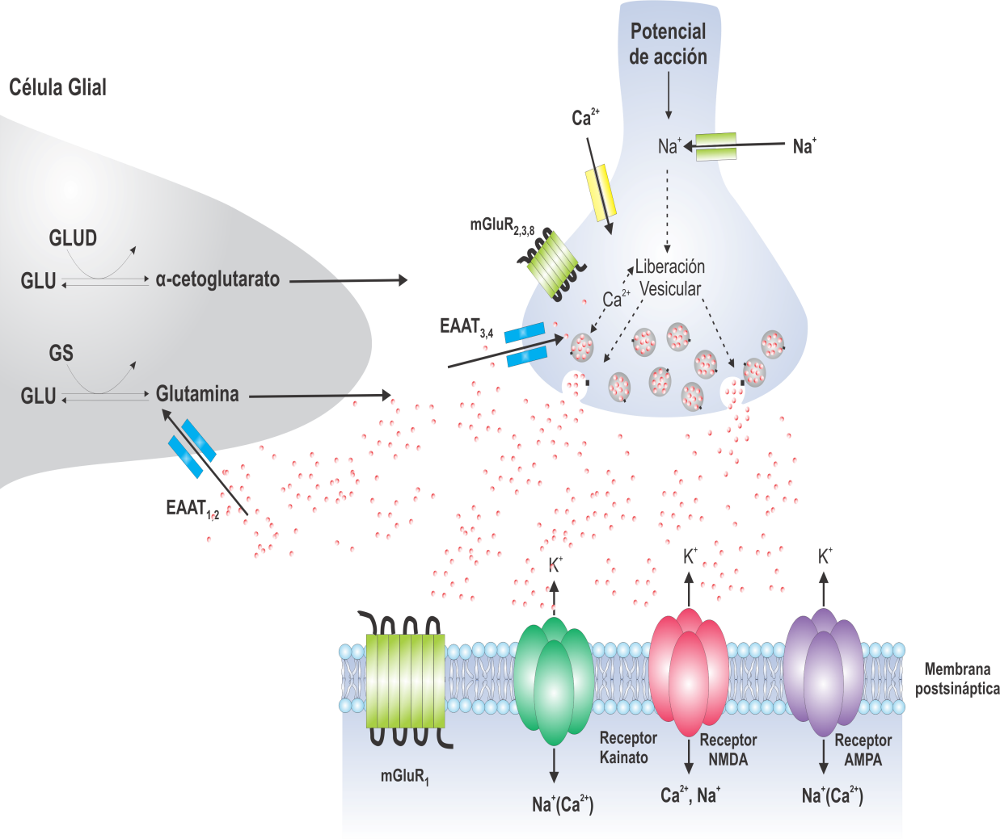 Potencial
de acción
Célula Glial
Ca²⁺
Na⁺
Na⁺
mGluR₂,₃,₈
GLUD
GLU
α-cetoglutarato
Liberación
Vesicular
Ca²⁺
EAAT₃,₄
GS
GLU
Glutamina
EAAT₁,₂
K⁺
K⁺
K⁺
Membrana
postsináptica
Receptor
Kainato
Receptor
NMDA
Receptor
AMPA
mGluR₁
Na⁺(Ca²⁺)
Ca²⁺, Na⁺
Na⁺(Ca²⁺)